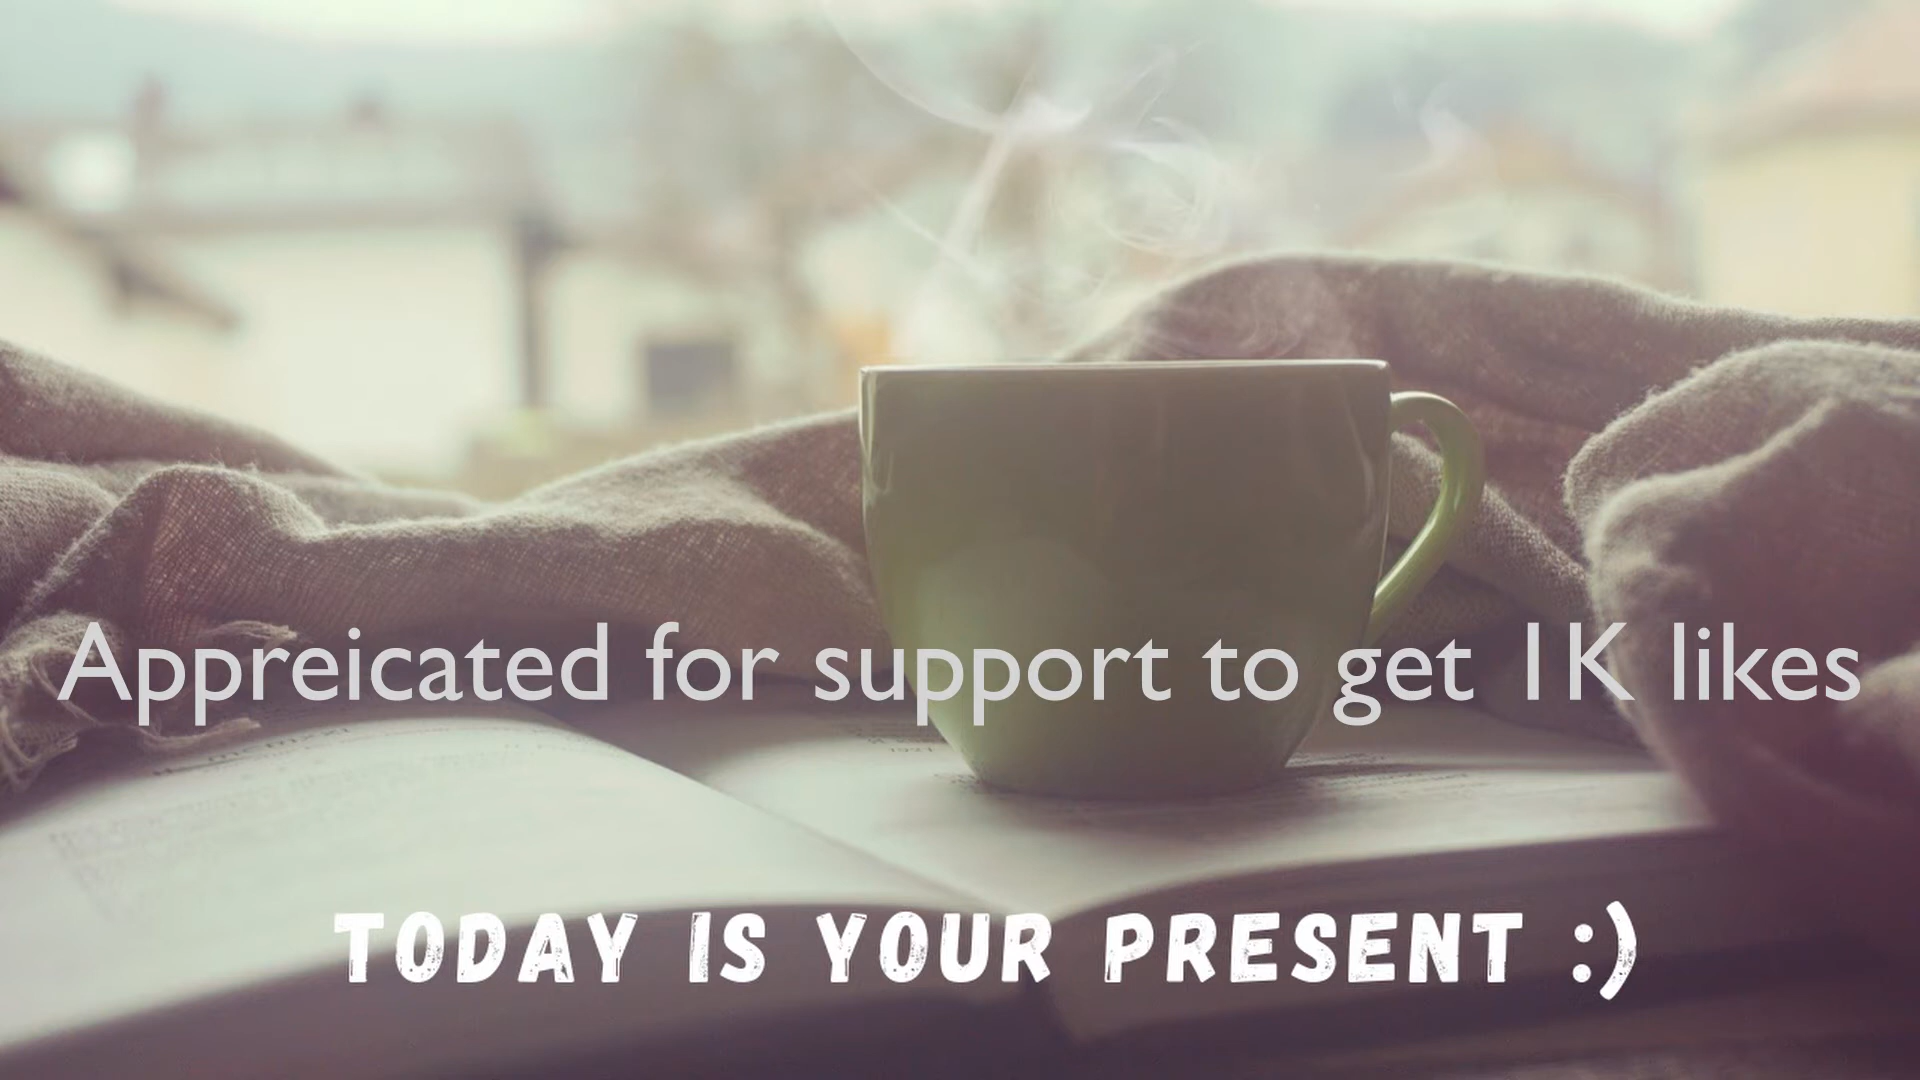 Appreicated for support to get 1K likes
TODAY IS YOUR PRESENT :)